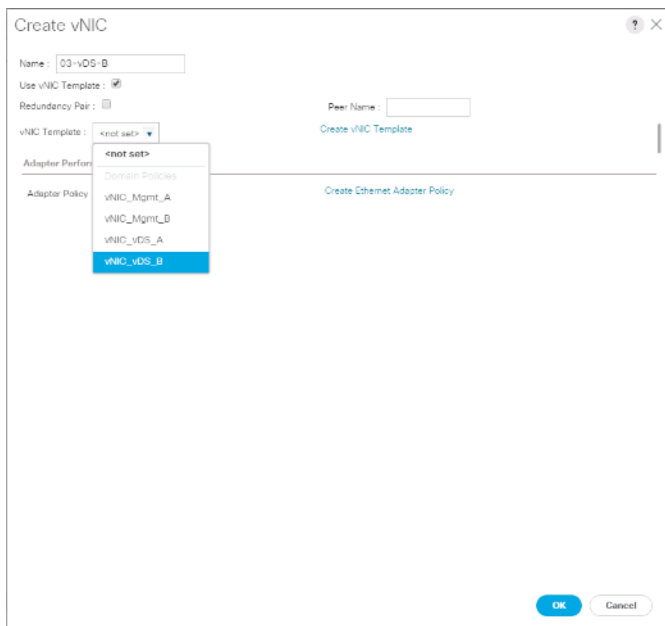 Create vNIC
? ×
Name : 03-vDS-B
Use vNIC Template :
Redundancy Pair :
Peer Name :
vNIC Template : <not set>
Create vNIC Template
<not set>
Domain Policies
vNIC_Mgmt_A
vNIC_Mgmt_B
vNIC_vDS_A
vNIC_vDS_B
Adapter Perfor
Adapter Policy
Create Ethernet Adapter Policy
OK
Cancel